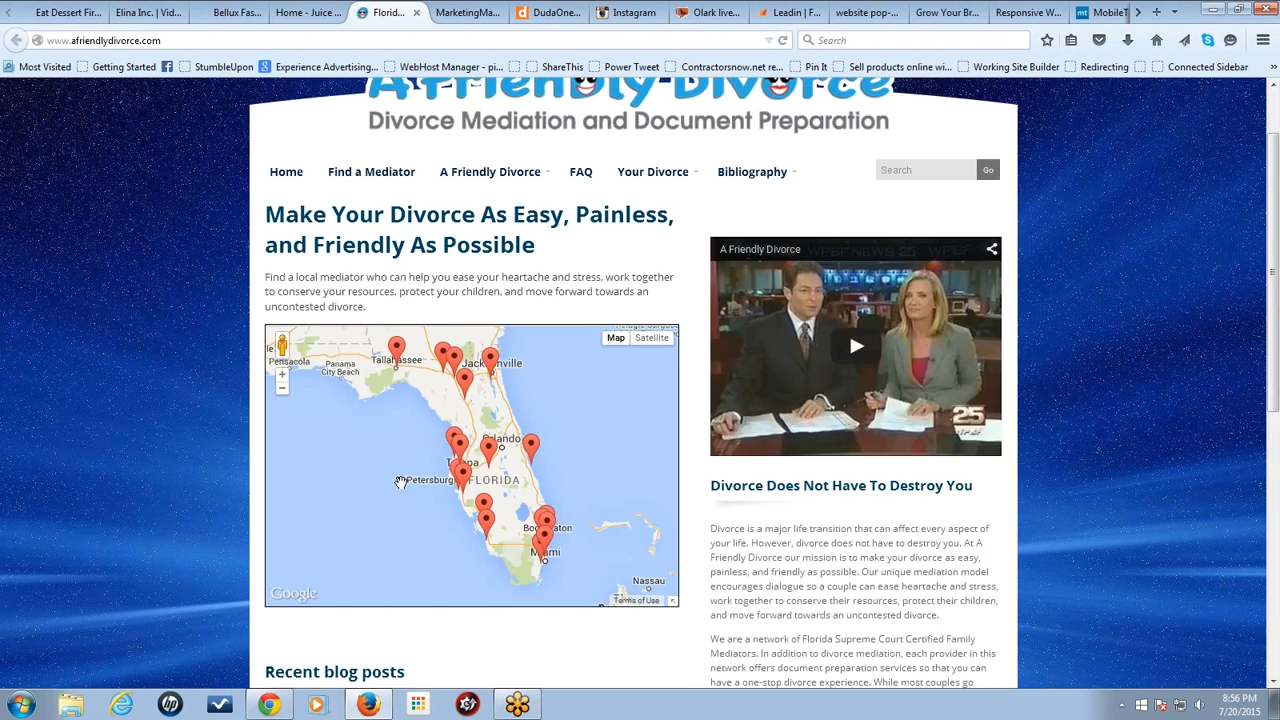 Eat Dessert First...
Elina Inc. | Vid...
Bellux Fas...
Home - Juice ...
Florid...
MarketingMa...
DudaOne...
Instagram
Olark live...
Leadin | F...
website pop-...
Grow Your Br...
Responsive W...
MobileT
www.afriendlydivorce.com
Search
Most Visited
Getting Started
StumbleUpon
Experience Advertising...
WebHost Manager - pi...
ShareThis
Power Tweet
Contractorsnow.net re...
Pin It
Sell products online wi...
Working Site Builder
Redirecting
Connected Sidebar
A Friendly Divorce
Divorce Mediation and Document Preparation
Home
Find a Mediator
A Friendly Divorce
FAQ
Your Divorce
Bibliography
Search
Go
Make Your Divorce As Easy, Painless,
and Friendly As Possible
Find a local mediator who can help you ease your heartache and stress, work together
to conserve your resources, protect your children, and move forward towards an
uncontested divorce.
Map
Satellite
Pensacola
Panama
City Beach
Tallahassee
Jacksonville
Orlando
Tampa
St Petersburg
FLORIDA
Boca Raton
Miami
Nassau
Google
Terms of Use
A Friendly Divorce
WPBF NEWS 25
25
Divorce Does Not Have To Destroy You
Divorce is a major life transition that can affect every aspect of
your life. However, divorce does not have to destroy you. At A
Friendly Divorce our mission is to make your divorce as easy,
painless, and friendly as possible. Our unique mediation model
encourages dialogue so a couple can ease heartache and stress,
work together to conserve their resources, protect their children,
and move forward towards an uncontested divorce.
We are a network of Florida Supreme Court Certified Family
Mediators. In addition to divorce mediation, each provider in this
network offers document preparation services so that you can
have a one-stop divorce experience. While most couples go
Recent blog posts
8:56 PM
7/20/2015